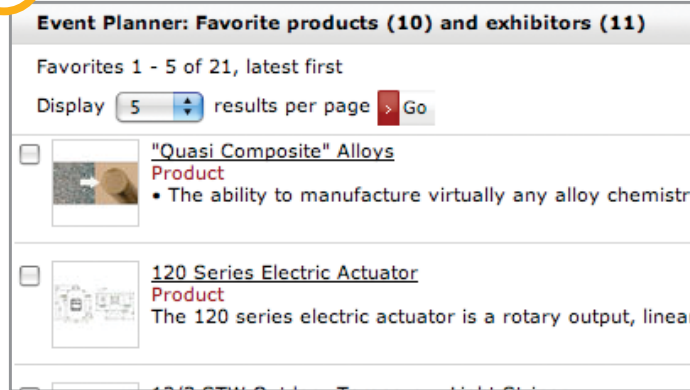 Event Planner: Favorite products (10) and exhibitors (11)
Favorites 1 - 5 of 21, latest first
Display 5 results per page > Go
"Quasi Composite" Alloys
Product
• The ability to manufacture virtually any alloy chemistr
120 Series Electric Actuator
Product
The 120 series electric actuator is a rotary output, linear